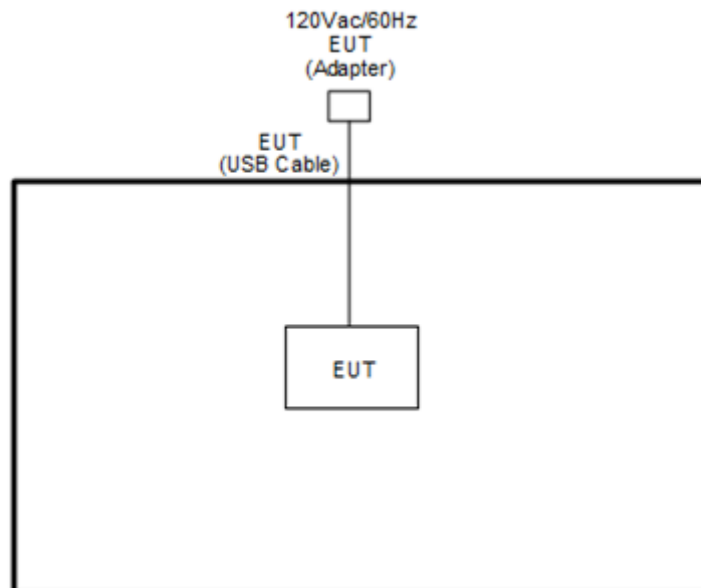 120Vac/60Hz
EUT
(Adapter)
EUT
(USB Cable)
EUT